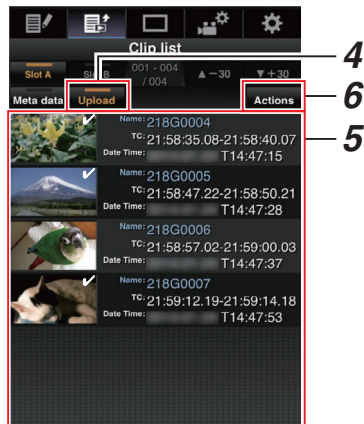 Clip list
4
Slot A Slot B 001 - 004 /004 ▲-30 ▼+30
6
Meta data Upload Actions
5
Name: 218G0004
TC: 21:58:35.08-21:58:40.07
Date Time: T14:47:15
Name: 218G0005
TC: 21:58:47.22-21:58:50.21
Date Time: T14:47:28
Name: 218G0006
TC: 21:58:57.02-21:59:00.03
Date Time: T14:47:37
Name: 218G0007
TC: 21:59:12.19-21:59:14.18
Date Time: T14:47:53